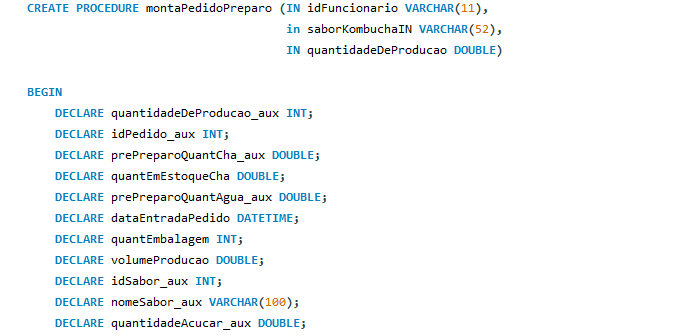 CREATE PROCEDURE montaPedidoPreparo (IN idFuncionario VARCHAR(11),
in saborKombuchaIN VARCHAR(52),
IN quantidadeDeProducao DOUBLE)
BEGIN
DECLARE quantidadeDeProducao_aux INT;
DECLARE idPedido_aux INT;
DECLARE prePreparoQuantCha_aux DOUBLE;
DECLARE quantEmEstoqueCha DOUBLE;
DECLARE prePreparoQuantAgua_aux DOUBLE;
DECLARE dataEntradaPedido DATETIME;
DECLARE quantEmbalagem INT;
DECLARE volumeProducao DOUBLE;
DECLARE idSabor_aux INT;
DECLARE nomeSabor_aux VARCHAR(100);
DECLARE quantidadeAcucar_aux DOUBLE;